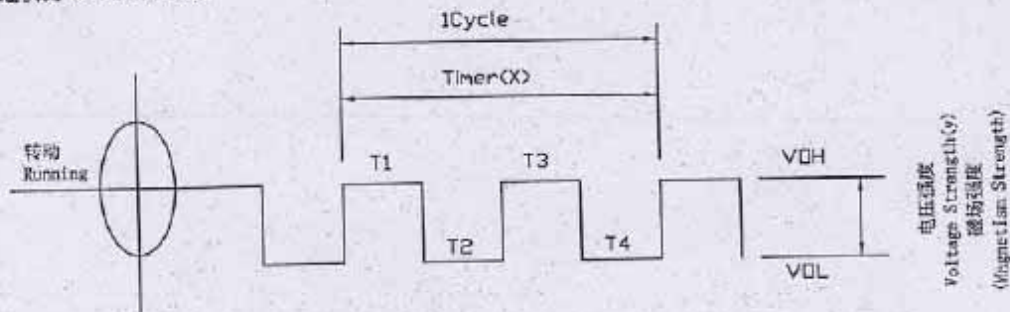 1Cycle
Timer(X)
转动
Running
T1
T3
VOH
T2
T4
VOL
电压强度
Voltage Strength(y)
磁场强度
(Magnetism Strength)